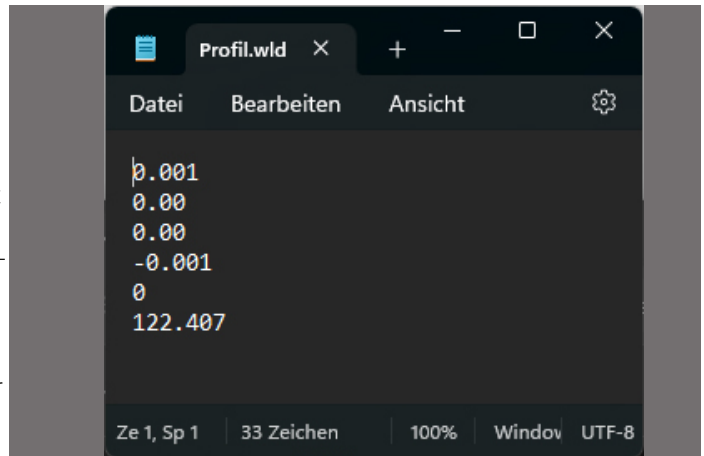 Profil.wld
Datei Bearbeiten Ansicht
0.001
0.00
0.00
-0.001
0
122.407
Ze 1, Sp 1 33 Zeichen 100% Window UTF-8